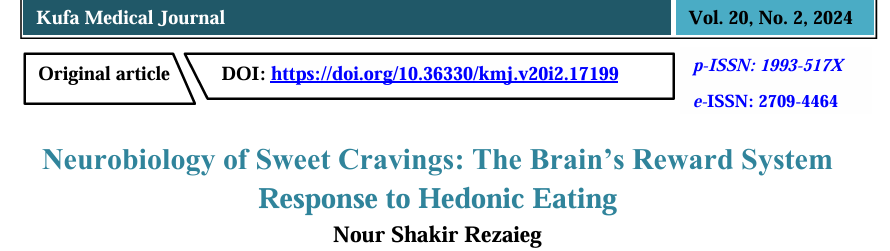 Kufa Medical Journal
Vol. 20, No. 2, 2024
Original article
DOI: https://doi.org/10.36330/kmj.v20i2.17199
p-ISSN: 1993-517X
e-ISSN: 2709-4464
Neurobiology of Sweet Cravings: The Brain’s Reward System
Response to Hedonic Eating
Nour Shakir Rezaieg